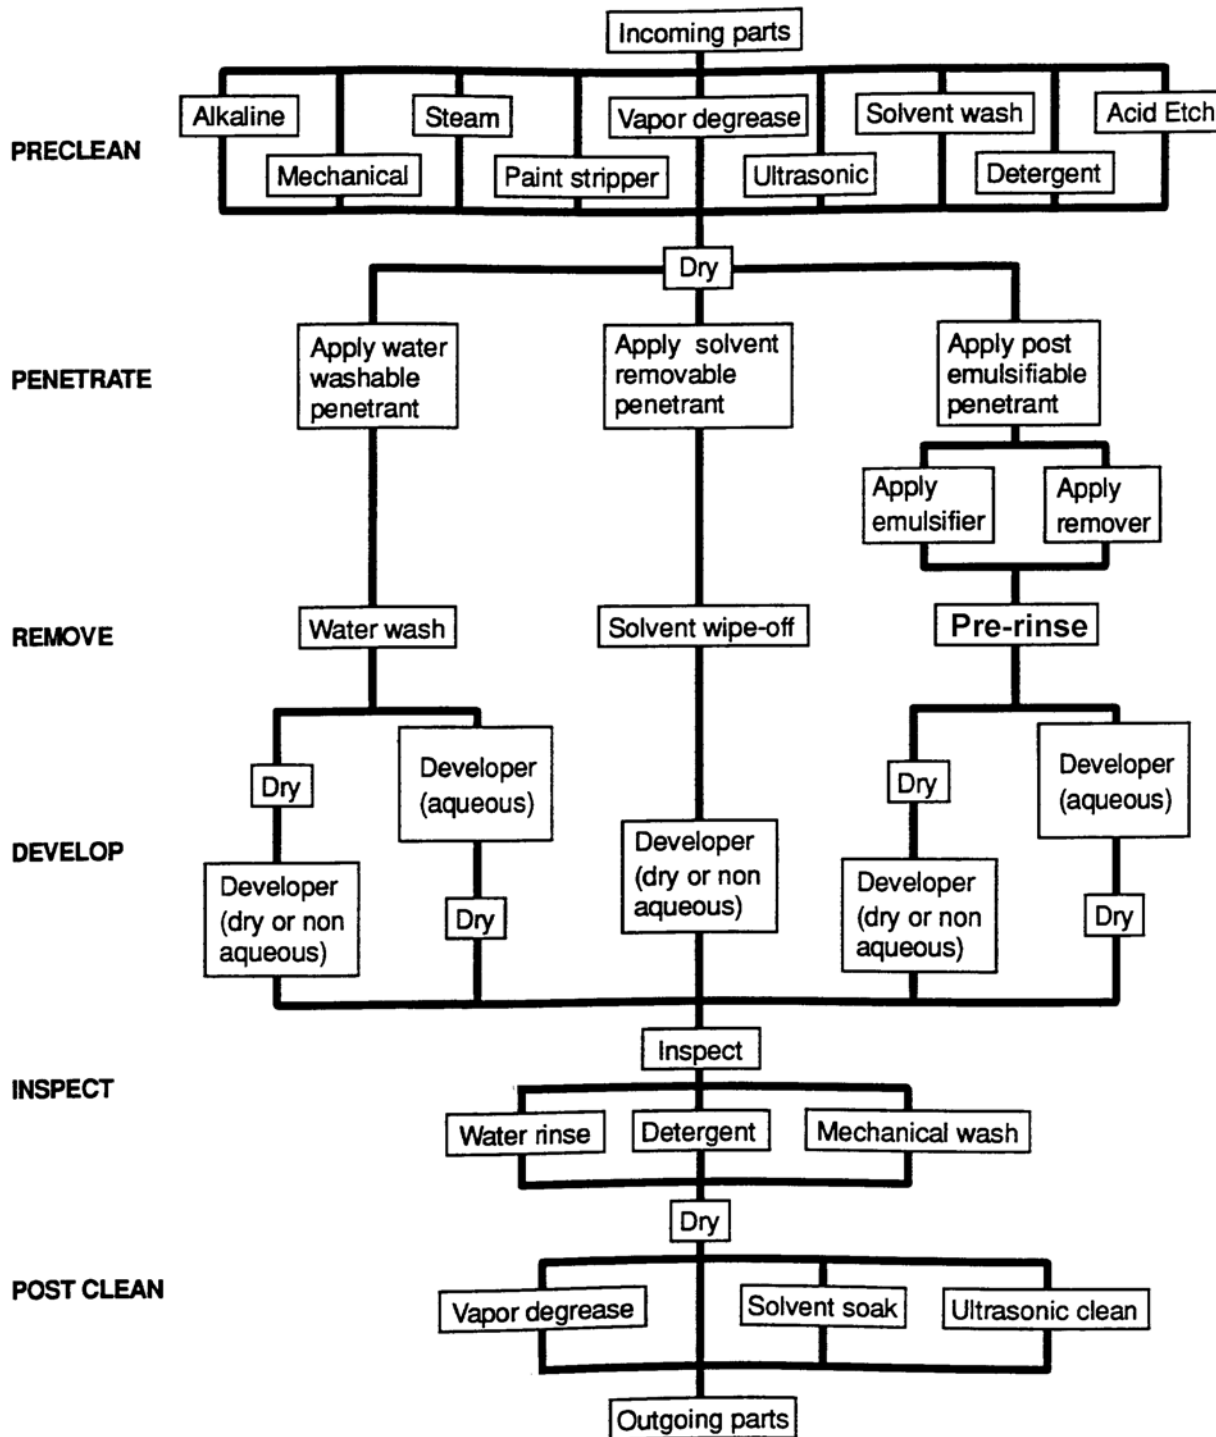 Incoming parts
Alkaline
Steam
Vapor degrease
Solvent wash
Acid Etch
PRECLEAN
Mechanical
Paint stripper
Ultrasonic
Detergent
Dry
PENETRATE
Apply water
washable
penetrant
Apply solvent
removable
penetrant
Apply post
emulsifiable
penetrant
Apply
emulsifier
Apply
remover
REMOVE
Water wash
Solvent wipe-off
Pre-rinse
Dry
Developer
(aqueous)
Dry
Developer
(aqueous)
DEVELOP
Developer
(dry or non
aqueous)
Dry
Developer
(dry or non
aqueous)
Developer
(dry or non
aqueous)
Dry
Inspect
INSPECT
Water rinse
Detergent
Mechanical wash
Dry
POST CLEAN
Vapor degrease
Solvent soak
Ultrasonic clean
Outgoing parts